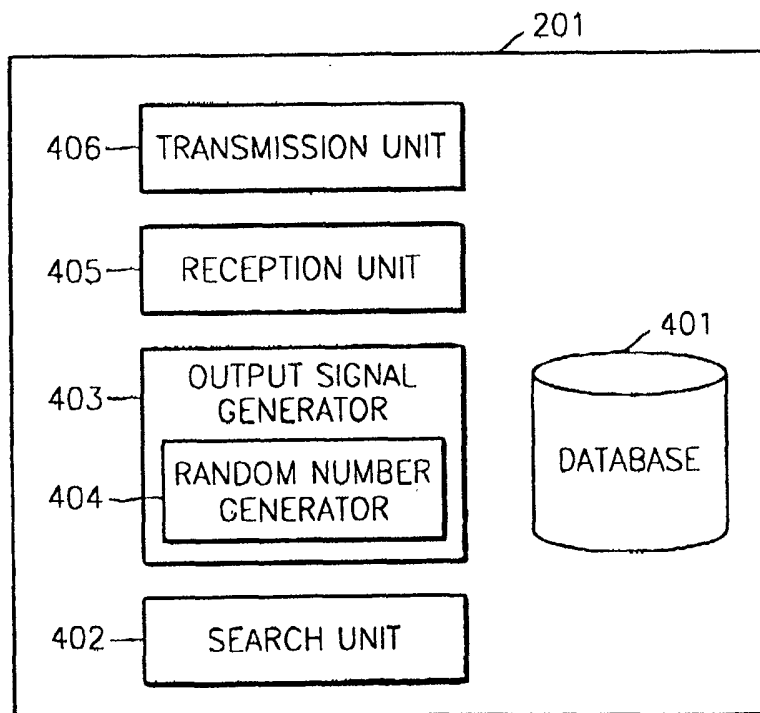 201
406 TRANSMISSION UNIT
405 RECEPTION UNIT
401
403 OUTPUT SIGNAL
GENERATOR
DATABASE
404 RANDOM NUMBER
GENERATOR
402 SEARCH UNIT